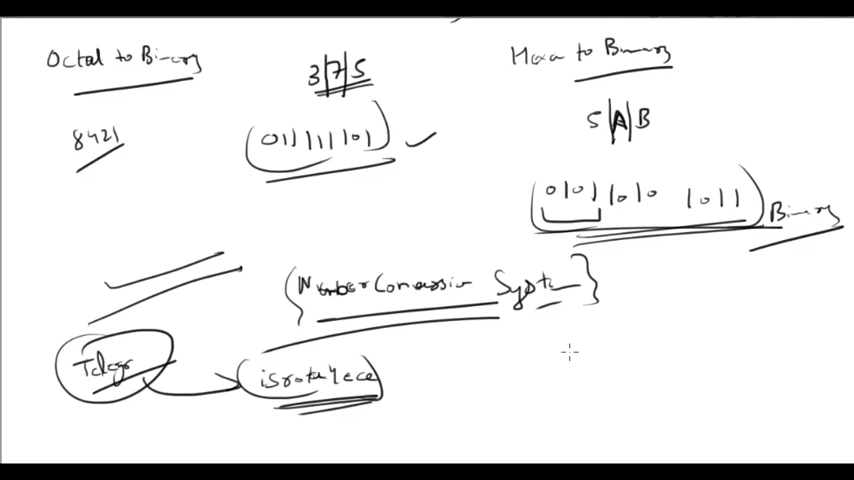 Octal to Binary
3|7|5
8421
(011111101)
Hexa to Binary
5|A|B
(0101 1010 1011) Binary
{Number Conversion System}